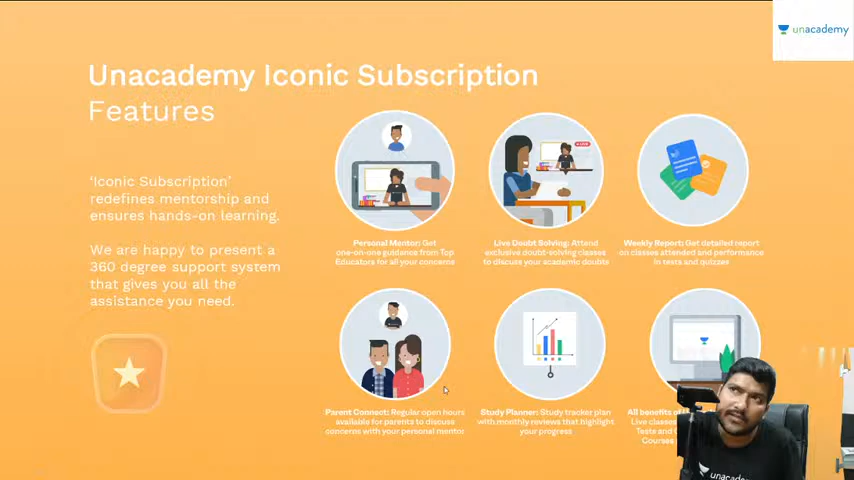 unacademy
Unacademy Iconic Subscription
Features
‘Iconic Subscription’
redefines mentorship and
ensures hands-on learning.
We are happy to present a
360 degree support system
that gives you all the
assistance you need.
LIVE
Personal Mentor: Get
one-on-one guidance from Top
Educators for all your concerns
Live Doubt Solving: Attend
exclusive doubt-solving classes
to discuss your academic doubts
Weekly Report: Get detailed report
on classes attended and performance
in tests and quizzes
Parent Connect: Regular open hours
available for parents to discuss
concerns with your personal mentor
Study Planner: Study tracker plan
with monthly reviews that highlight
your progress
All benefits of
Live classes
Tests and
Courses
unacademy